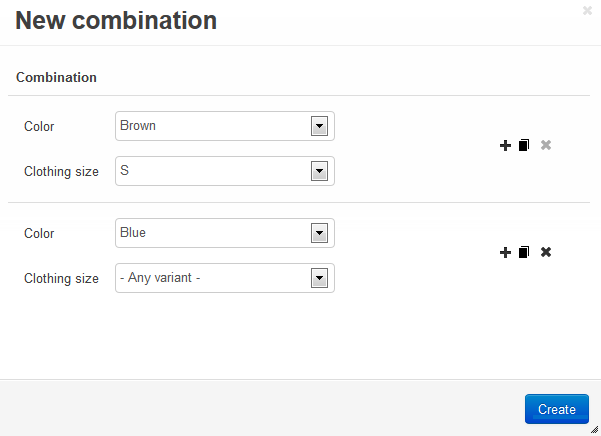 New combination
Combination
Color Brown
Clothing size S
Color Blue
Clothing size - Any variant -
Create